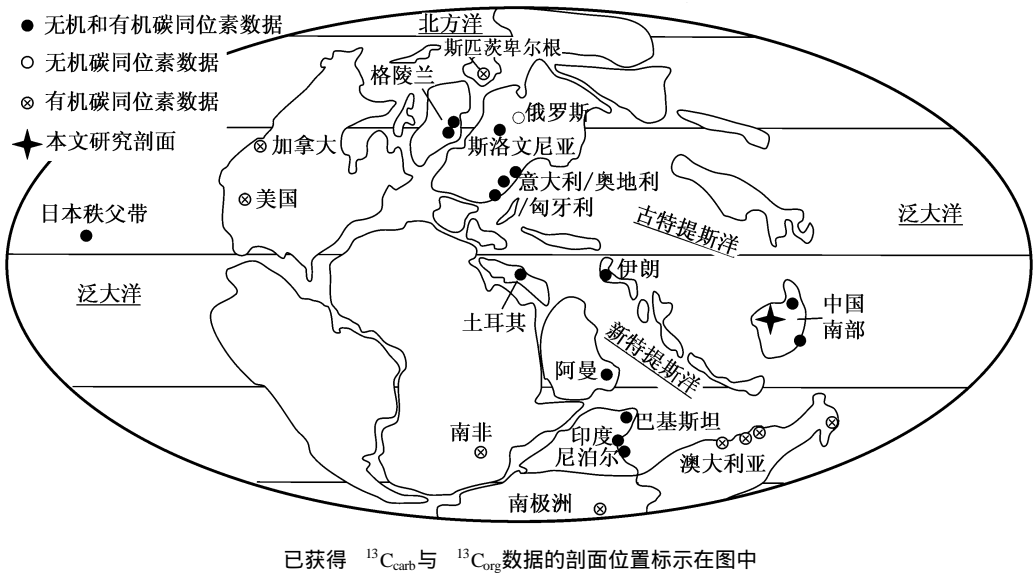 无机和有机碳同位素数据
无机碳同位素数据
有机碳同位素数据
本文研究剖面
北方洋
斯匹茨卑尔根
格陵兰
俄罗斯
斯洛文尼亚
加拿大
美国
意大利/奥地利
/匈牙利
日本秩父带
泛大洋
古特提斯洋
泛大洋
伊朗
土耳其
中国
南部
新特提斯洋
阿曼
巴基斯坦
印度
尼泊尔
南非
澳大利亚
南极洲
已获得 ¹³C_carb与 ¹³C_org数据的剖面位置标示在图中